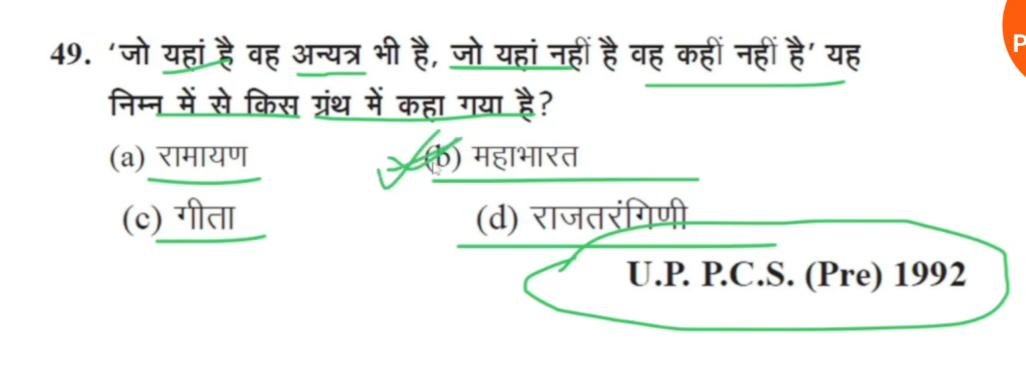 49. ‘जो यहां है वह अन्यत्र भी है, जो यहां नहीं है वह कहीं नहीं है’ यह
निम्न में से किस ग्रंथ में कहा गया है?
(a) रामायण (b) महाभारत
(c) गीता (d) राजतरंगिणी
U.P. P.C.S. (Pre) 1992
P